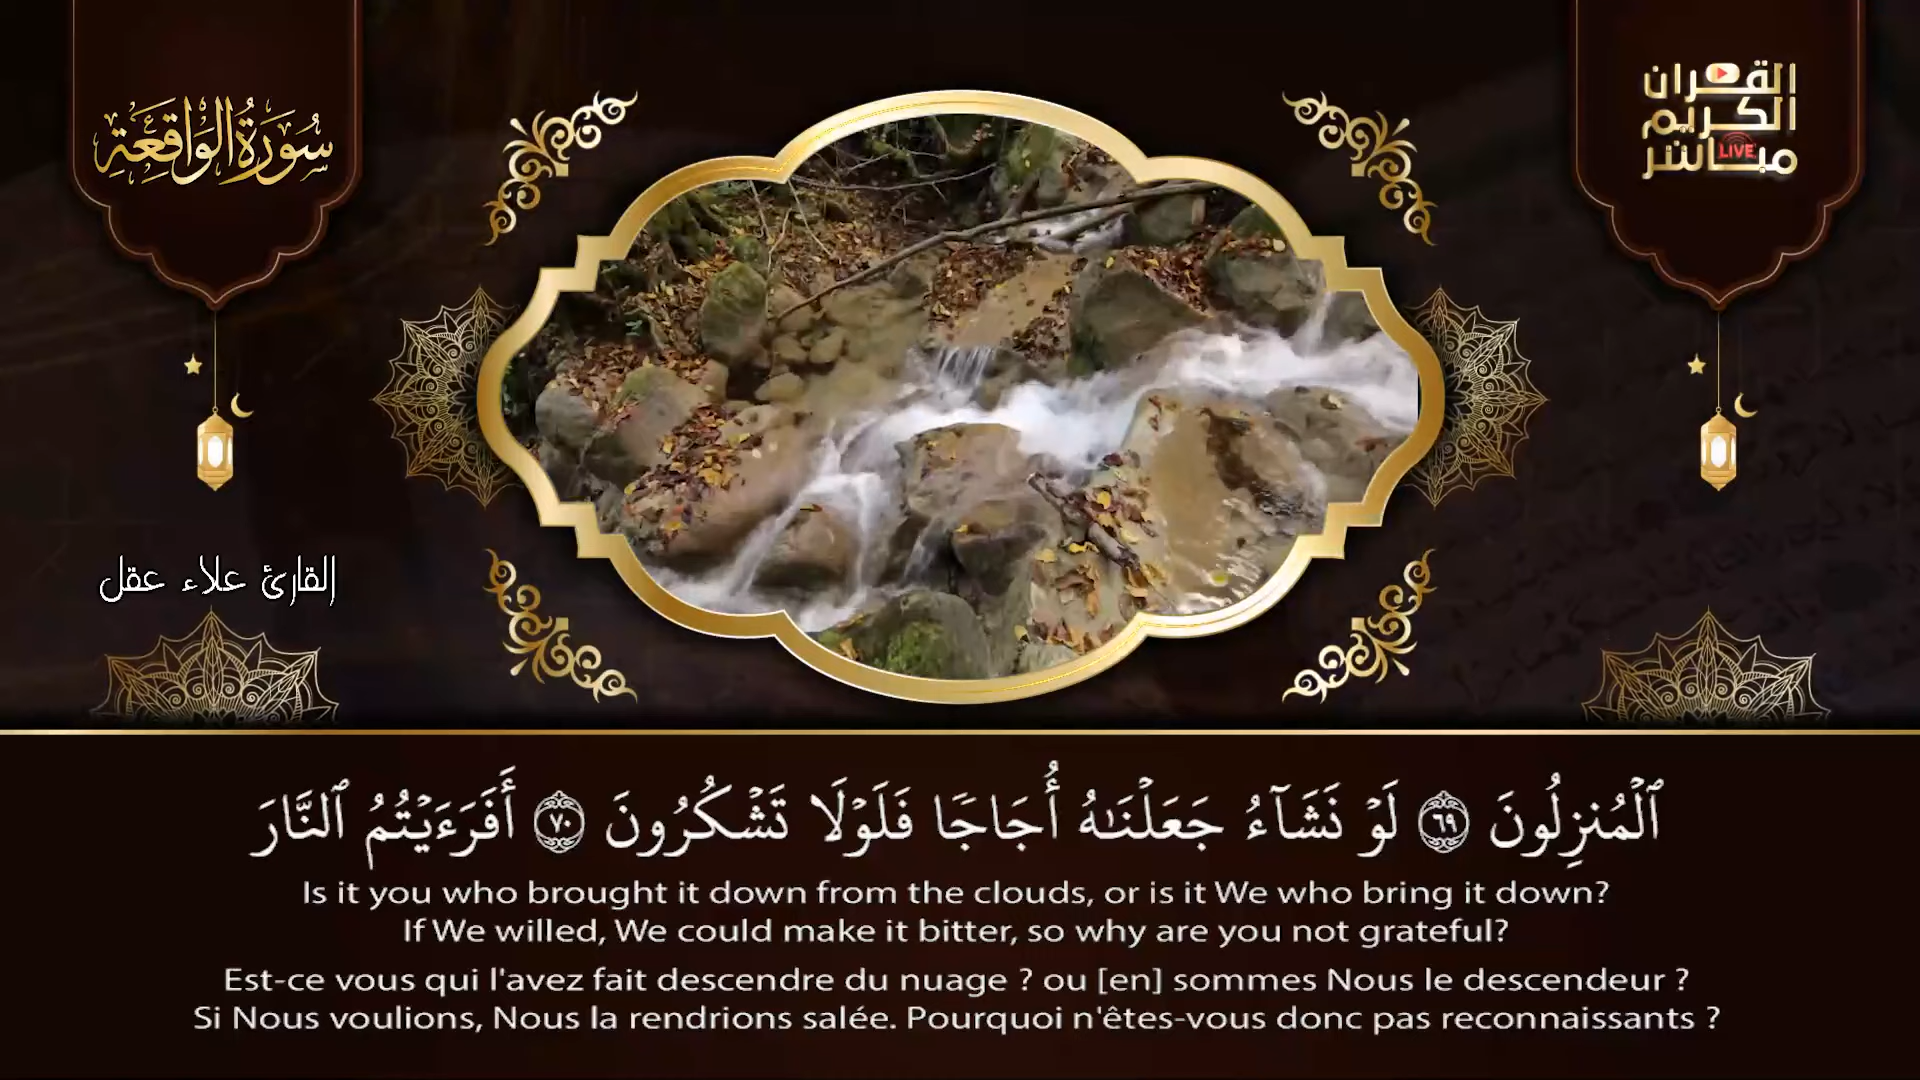 سُورَةُ الوَاقِعَةِ
القرآن
الكريم
مباشر
LIVE
القارئ علاء عقل
ٱلْمُنزِلُونَ ٦٩ لَوْ نَشَآءُ جَعَلْنَٰهُ أُجَاجًا فَلَوْلَا تَشْكُرُونَ ٧٠ أَفَرَءَيْتُمُ ٱلنَّارَ
Is it you who brought it down from the clouds, or is it We who bring it down?
If We willed, We could make it bitter, so why are you not grateful?
Est-ce vous qui l'avez fait descendre du nuage ? ou [en] sommes Nous le descendeur ?
Si Nous voulions, Nous la rendrions salée. Pourquoi n'êtes-vous donc pas reconnaissants ?